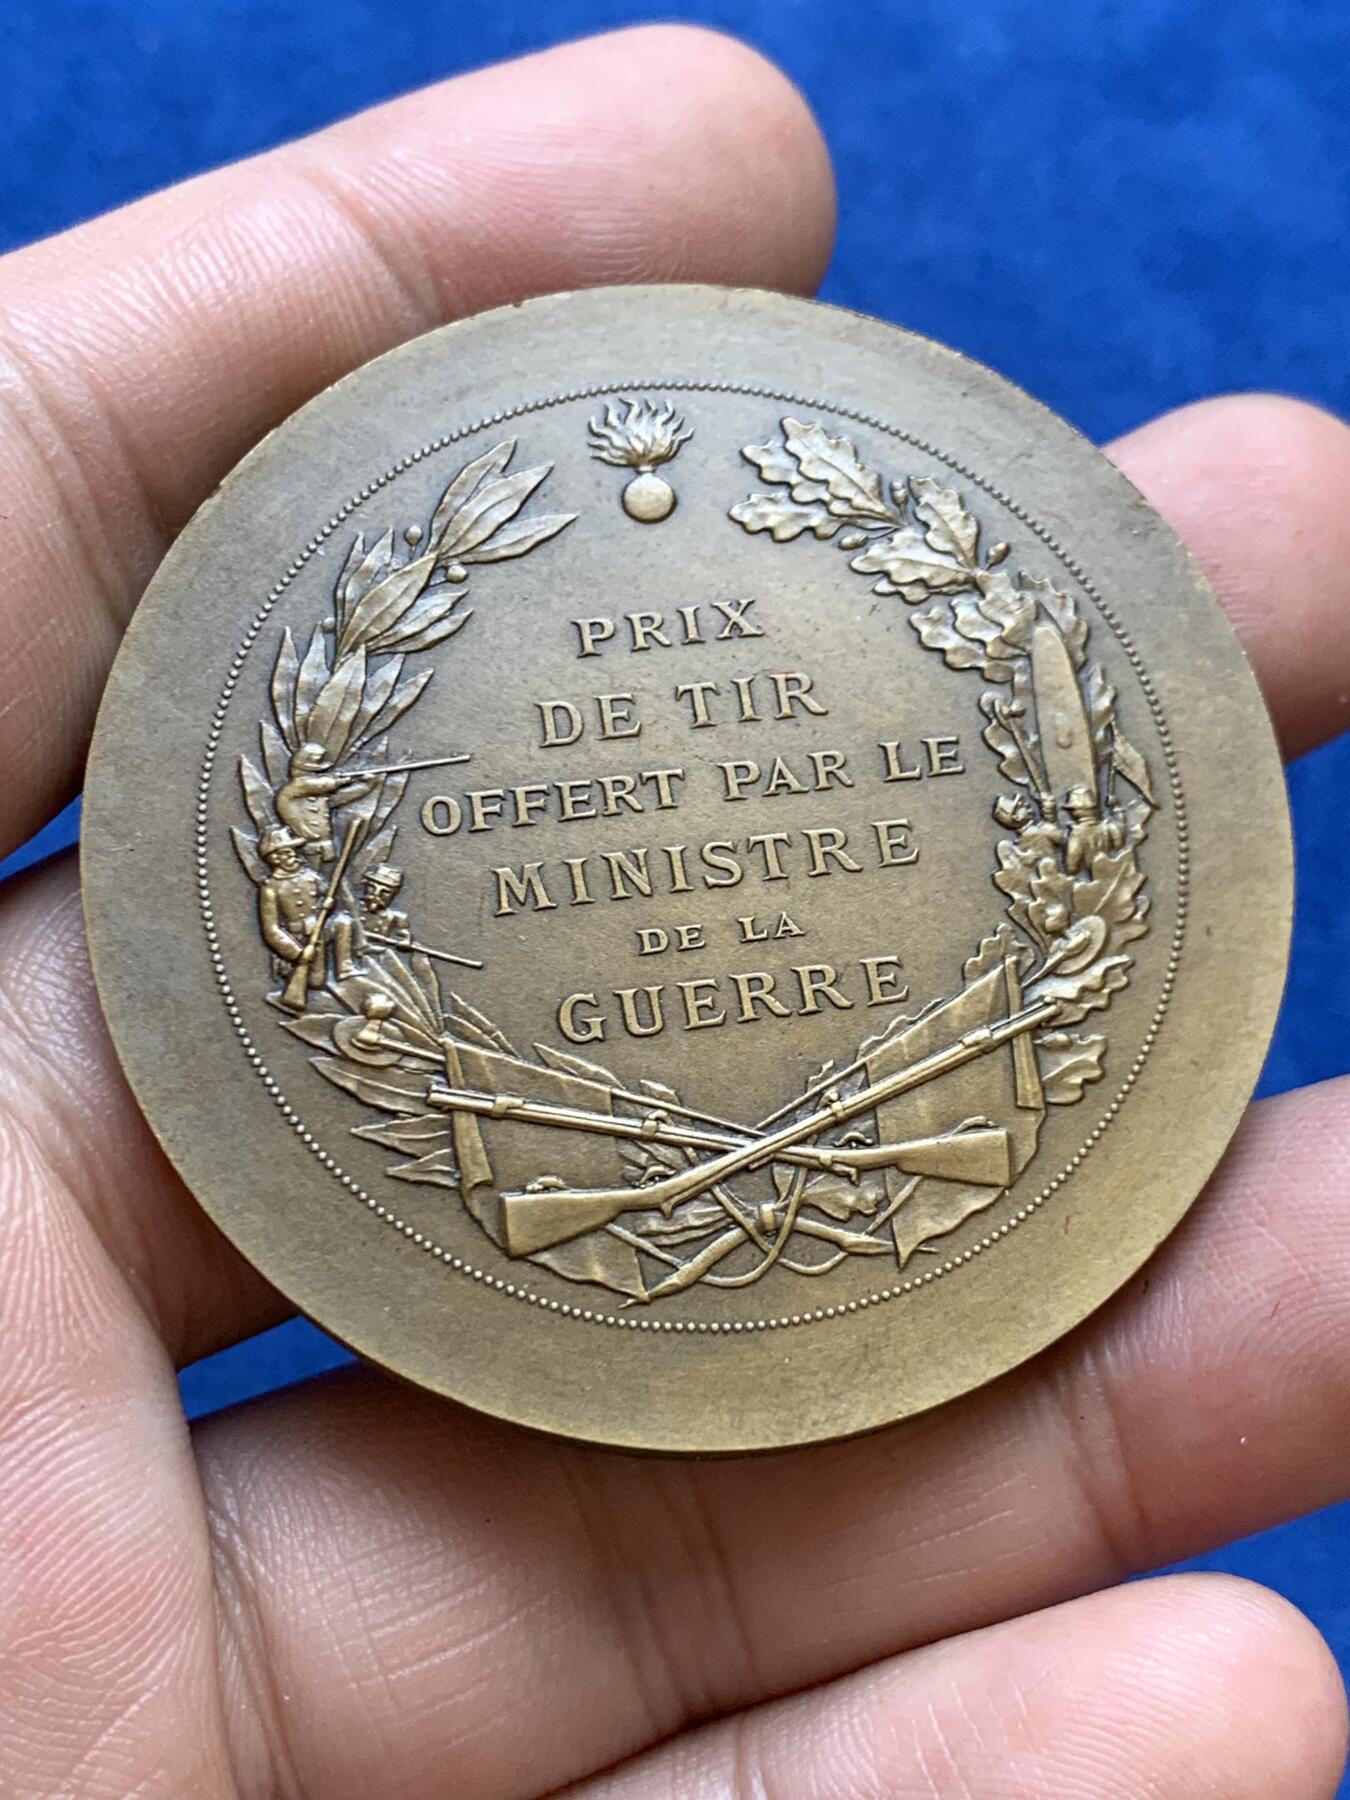 PRIX
DE TIR
OFFERT PAR LE
MINISTRE
DE LA
GUERRE